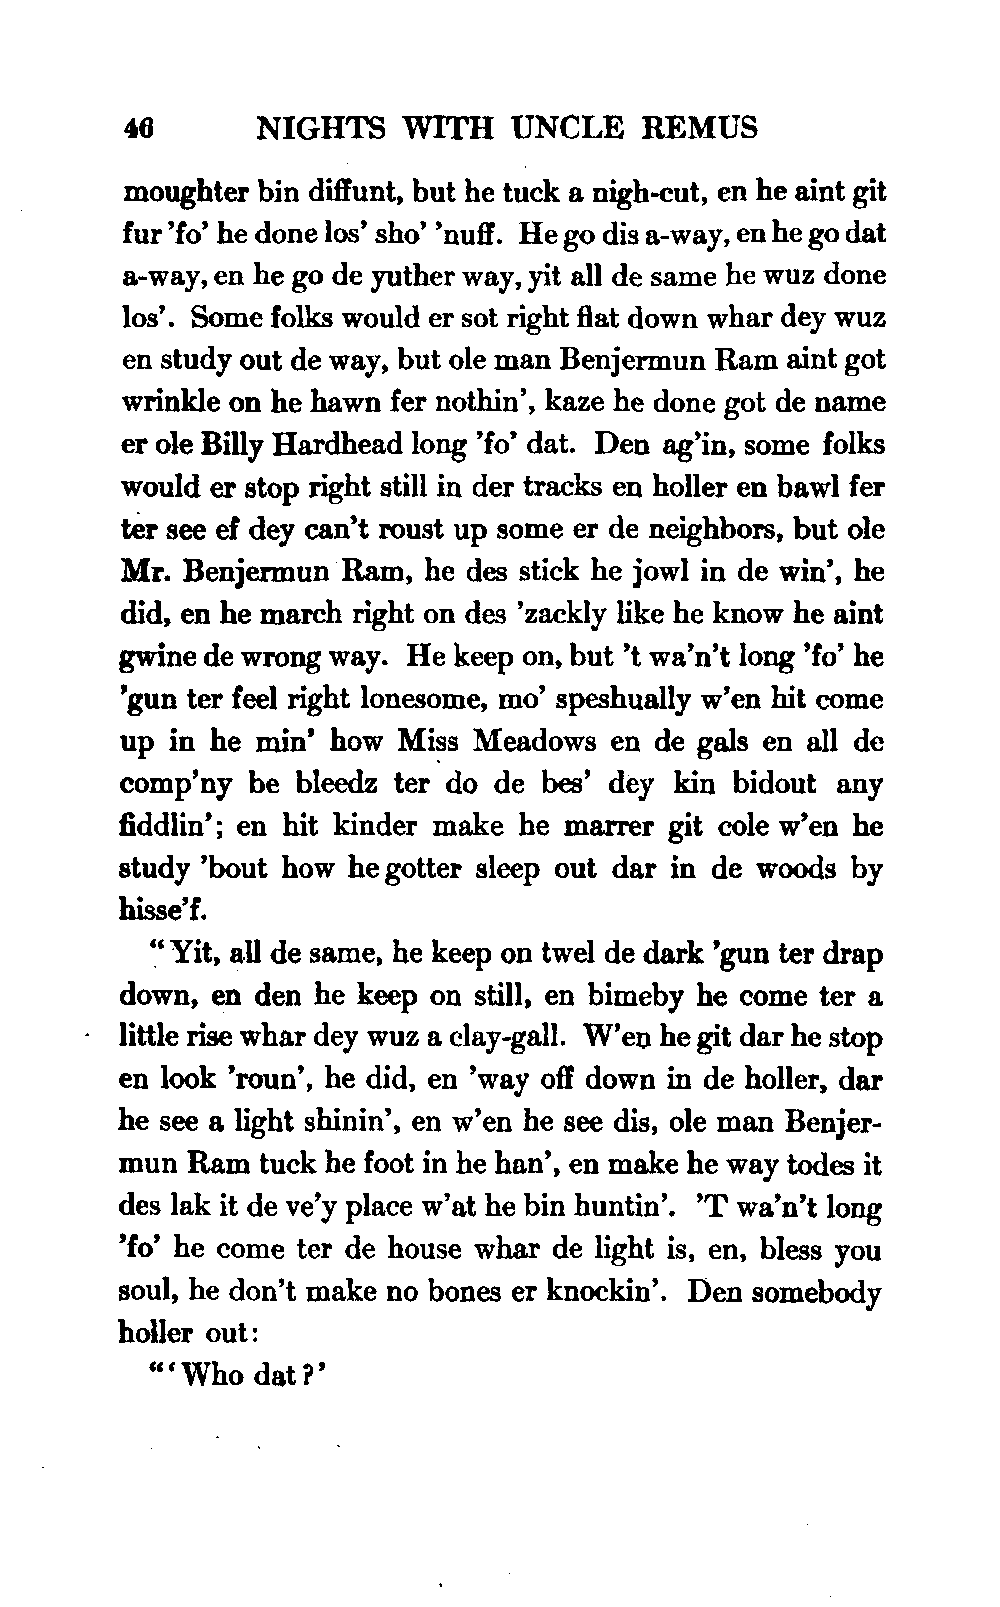 46 NIGHTS WITH UNCLE REMUS
moughter bin diffunt, but he tuck a nigh-cut, en he aint git
fur 'fo' he done los' sho' 'nuff. He go dis a-way, en he go dat
a-way, en he go de yuther way, yit all de same he wuz done
los'. Some folks would er sot right flat down whar dey wuz
en study out de way, but ole man Benjermun Ram aint got
wrinkle on he hawn fer nothin', kaze he done got de name
er ole Billy Hardhead long 'fo' dat. Den ag'in, some folks
would er stop right still in der tracks en holler en bawl fer
ter see ef dey can't roust up some er de neighbors, but ole
Mr. Benjermun Ram, he des stick he jowl in de win', he
did, en he march right on des 'zackly like he know he aint
gwine de wrong way. He keep on, but 't wa'n't long 'fo' he
'gun ter feel right lonesome, mo' speshually w'en hit come
up in he min' how Miss Meadows en de gals en all de
comp'ny be bleedz ter do de bes' dey kin bidout any
fiddlin'; en hit kinder make he marrer git cole w'en he
study 'bout how he gotter sleep out dar in de woods by
hisse'f.
"Yit, all de same, he keep on twel de dark 'gun ter drap
down, en den he keep on still, en bimeby he come ter a
little rise whar dey wuz a clay-gall. W'en he git dar he stop
en look 'roun', he did, en 'way off down in de holler, dar
he see a light shinin', en w'en he see dis, ole man Benjer-
mun Ram tuck he foot in he han', en make he way todes it
des lak it de ve'y place w'at he bin huntin'. 'T wa'n't long
'fo' he come ter de house whar de light is, en, bless you
soul, he don't make no bones er knockin'. Den somebody
holler out:
"'Who dat?'